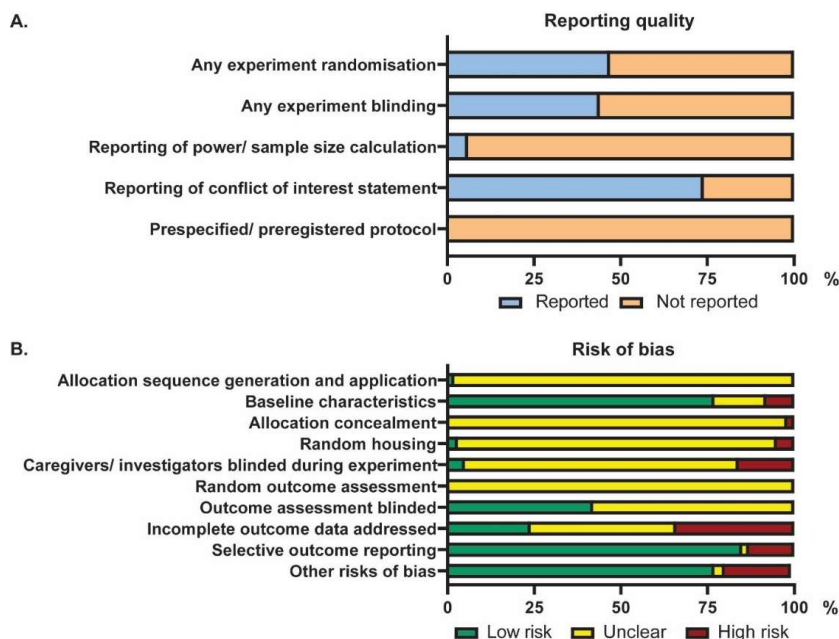 A.
Reporting quality
Any experiment randomisation
Any experiment blinding
Reporting of power/ sample size calculation
Reporting of conflict of interest statement
Prespecified/ preregistered protocol
0 25 50 75 100 %
Reported Not reported
B.
Risk of bias
Allocation sequence generation and application
Baseline characteristics
Allocation concealment
Random housing
Caregivers/ investigators blinded during experiment
Random outcome assessment
Outcome assessment blinded
Incomplete outcome data addressed
Selective outcome reporting
Other risks of bias
0 25 50 75 100 %
Low risk Unclear High risk